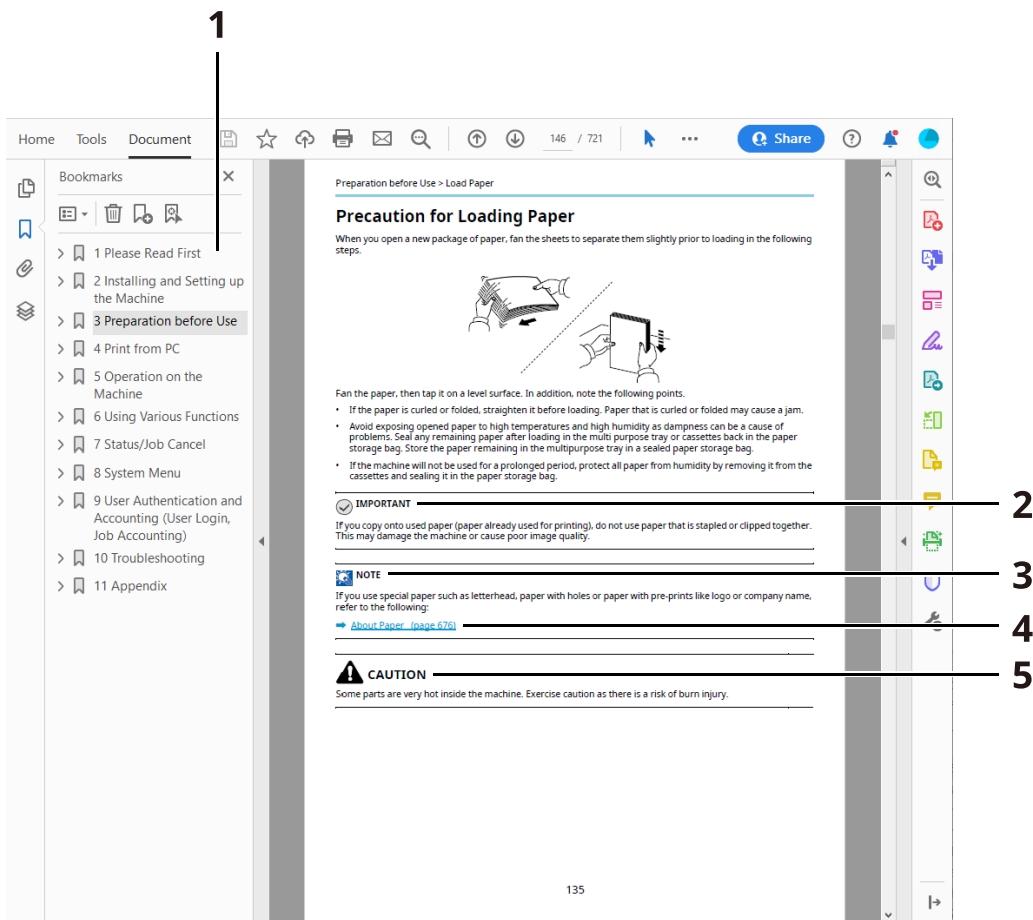 1
Home Tools Document 146 / 721 Share
Bookmarks
1 Please Read First
2 Installing and Setting up
the Machine
3 Preparation before Use
4 Print from PC
5 Operation on the
Machine
6 Using Various Functions
7 Status/Job Cancel
8 System Menu
9 User Authentication and
Accounting (User Login,
Job Accounting)
10 Troubleshooting
11 Appendix
Preparation before Use > Load Paper
Precaution for Loading Paper
When you open a new package of paper, fan the sheets to separate them slightly prior to loading in the following
steps.
Fan the paper, then tap it on a level surface. In addition, note the following points.
• If the paper is curled or folded, straighten it before loading. Paper that is curled or folded may cause a jam.
• Avoid exposing opened paper to high temperatures and high humidity as dampness can be a cause of
problems. Seal any remaining paper after loading in the multi purpose tray or cassettes back in the paper
storage bag. Store the paper remaining in the multipurpose tray in a sealed paper storage bag.
• If the machine will not be used for a prolonged period, protect all paper from humidity by removing it from the
cassettes and sealing it in the paper storage bag.
IMPORTANT
2
If you copy onto used paper (paper already used for printing), do not use paper that is stapled or clipped together.
This may damage the machine or cause poor image quality.
NOTE
3
If you use special paper such as letterhead, paper with holes or paper with pre-prints like logo or company name,
refer to the following:
➡ About Paper (page 676)
4
CAUTION
5
Some parts are very hot inside the machine. Exercise caution as there is a risk of burn injury.
135